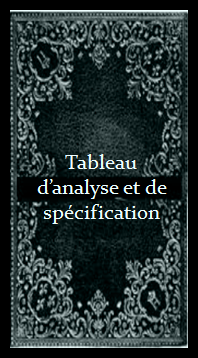 Tableau
d’analyse et de
spécification